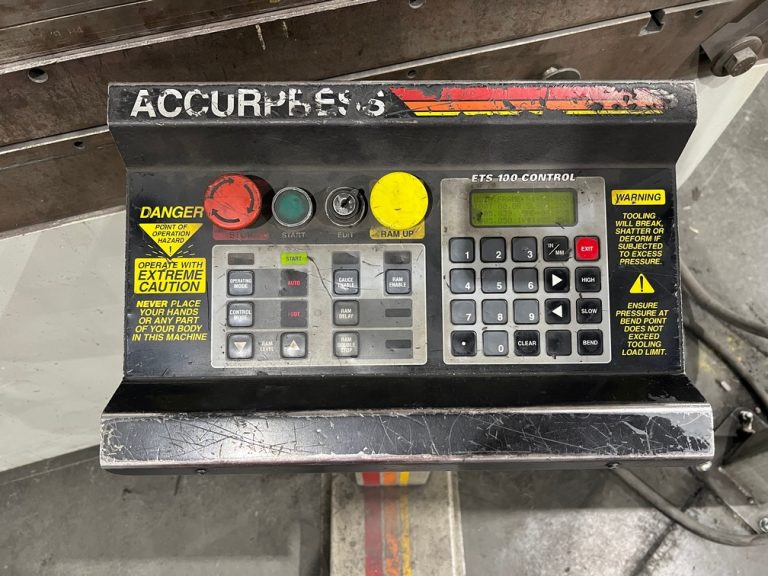 ACCURPRESS
ETS 100 CONTROL
DANGER
POINT OF
OPERATION
HAZARD
!
OPERATE WITH
EXTREME
CAUTION
NEVER PLACE
YOUR HANDS
OR ANY PART
OF YOUR BODY
IN THIS MACHINE
START
EDIT
RAM UP
START
OPERATING
MODE
AUTO
GAUGE
ENABLE
RAM
ENABLE
CONTROL
MODE
RAM
DELAY
RAM
LEVEL
RAM
DOUBLE
STOP
1
2
3
IN/
MM
EXIT
4
5
6
HIGH
7
8
9
SLOW
0
CLEAR
BEND
WARNING
TOOLING
WILL BREAK,
SHATTER OR
DEFORM IF
SUBJECTED
TO EXCESS
PRESSURE.
!
ENSURE
PRESSURE AT
BEND POINT
DOES NOT
EXCEED
TOOLING
LOAD LIMIT.